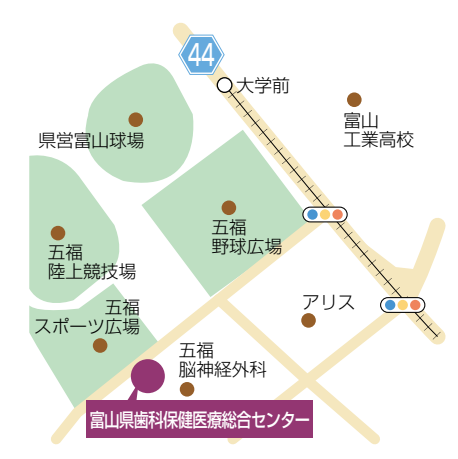 44
大学前
富山
工業高校
県営富山球場
五福
野球広場
五福
陸上競技場
アリス
五福
スポーツ広場
五福
脳神経外科
富山県歯科保健医療総合センター